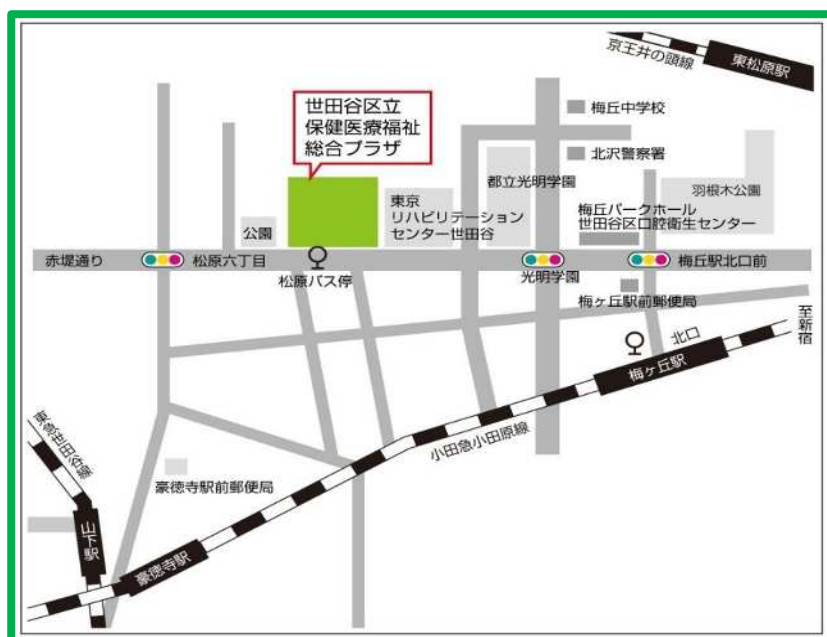 京王井の頭線
東松原駅
世田谷区立
保健医療福祉
総合プラザ
梅丘中学校
北沢警察署
都立光明学園
羽根木公園
東京
リハビリテーション
センター世田谷
梅丘パークホール
世田谷区口腔衛生センター
公園
赤堤通り
松原六丁目
松原バス停
光明学園
梅丘駅北口前
梅ヶ丘駅前郵便局
至新宿
北口
梅ヶ丘駅
小田急小田原線
東急世田谷線
豪徳寺駅前郵便局
山下駅
豪徳寺駅